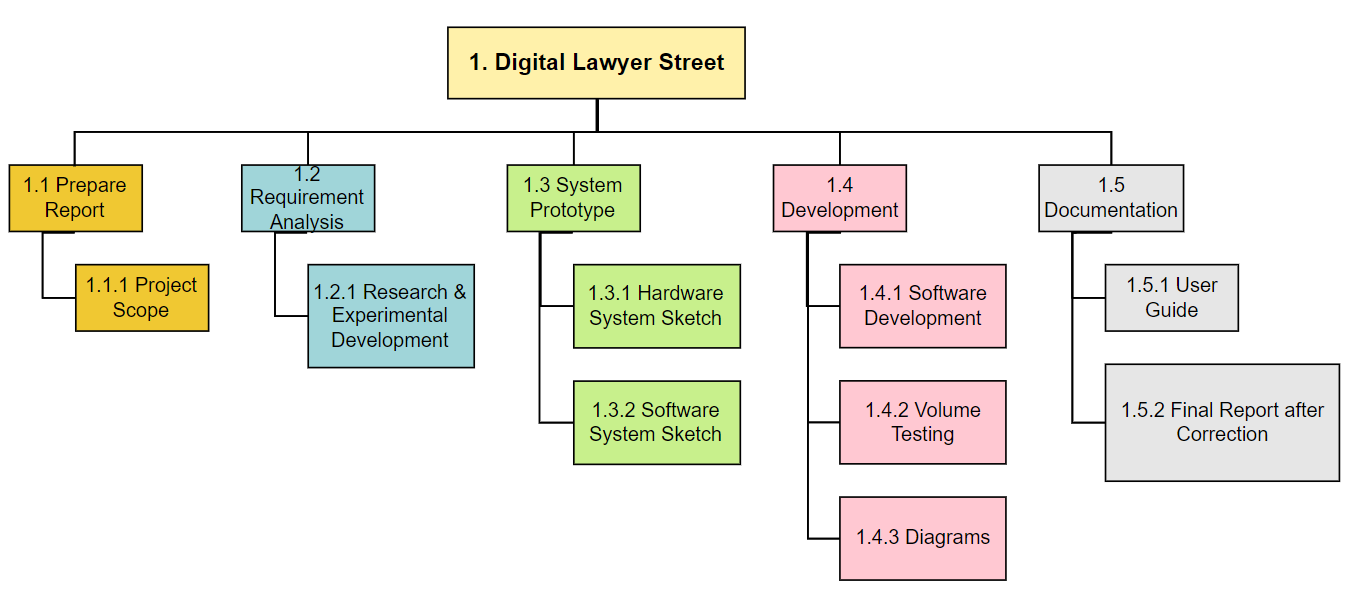 1. Digital Lawyer Street
1.1 Prepare
Report
1.2
Requirement
Analysis
1.3 System
Prototype
1.4
Development
1.5
Documentation
1.1.1 Project
Scope
1.2.1 Research &
Experimental
Development
1.3.1 Hardware
System Sketch
1.3.2 Software
System Sketch
1.4.1 Software
Development
1.4.2 Volume
Testing
1.4.3 Diagrams
1.5.1 User
Guide
1.5.2 Final Report after
Correction